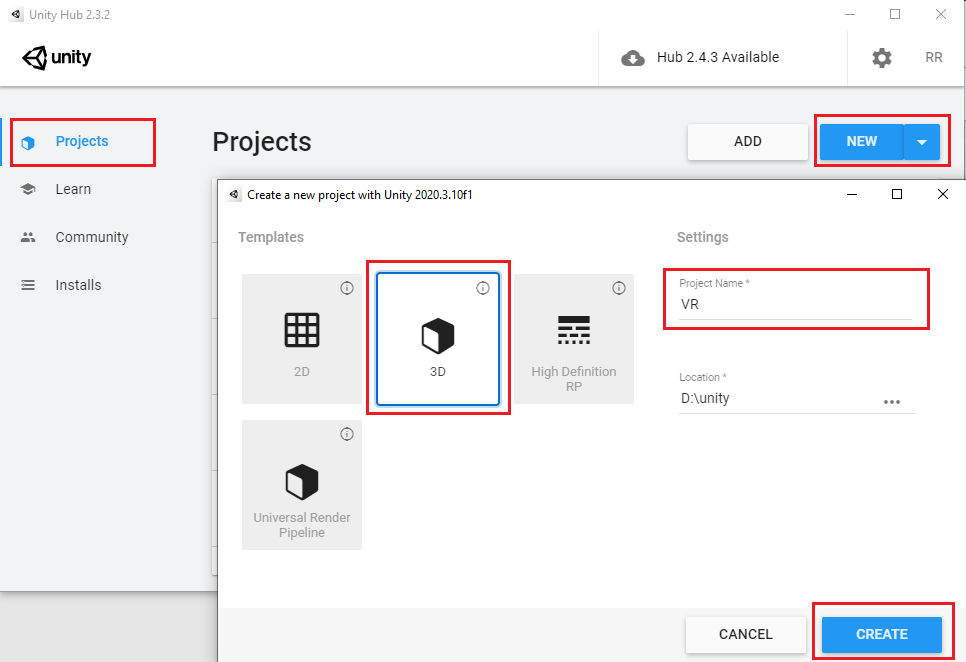 Unity Hub 2.3.2
unity
Hub 2.4.3 Available
RR
Projects
Learn
Community
Installs
Projects
ADD
NEW
Create a new project with Unity 2020.3.10f1
Templates
2D
3D
High Definition
RP
Universal Render
Pipeline
Settings
Project Name *
VR
Location *
D:\unity
CANCEL
CREATE